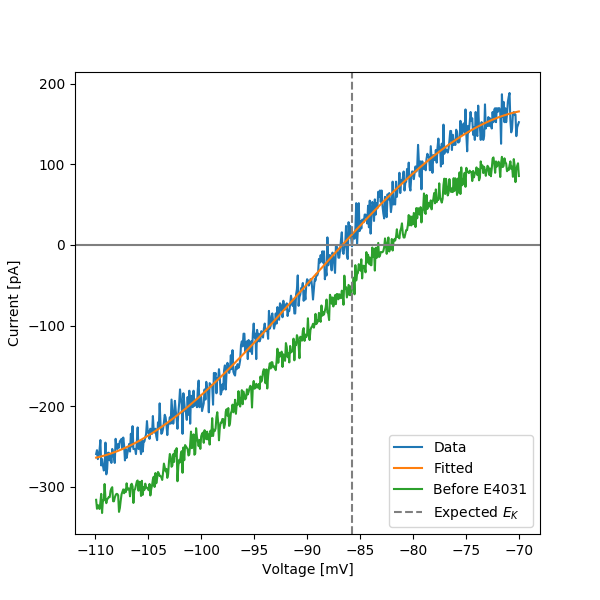 200
100
0
−100
−200
−300
Current [pA]
−110 −105 −100 −95 −90 −85 −80 −75 −70
Voltage [mV]
Data
Fitted
Before E4031
Expected E_K